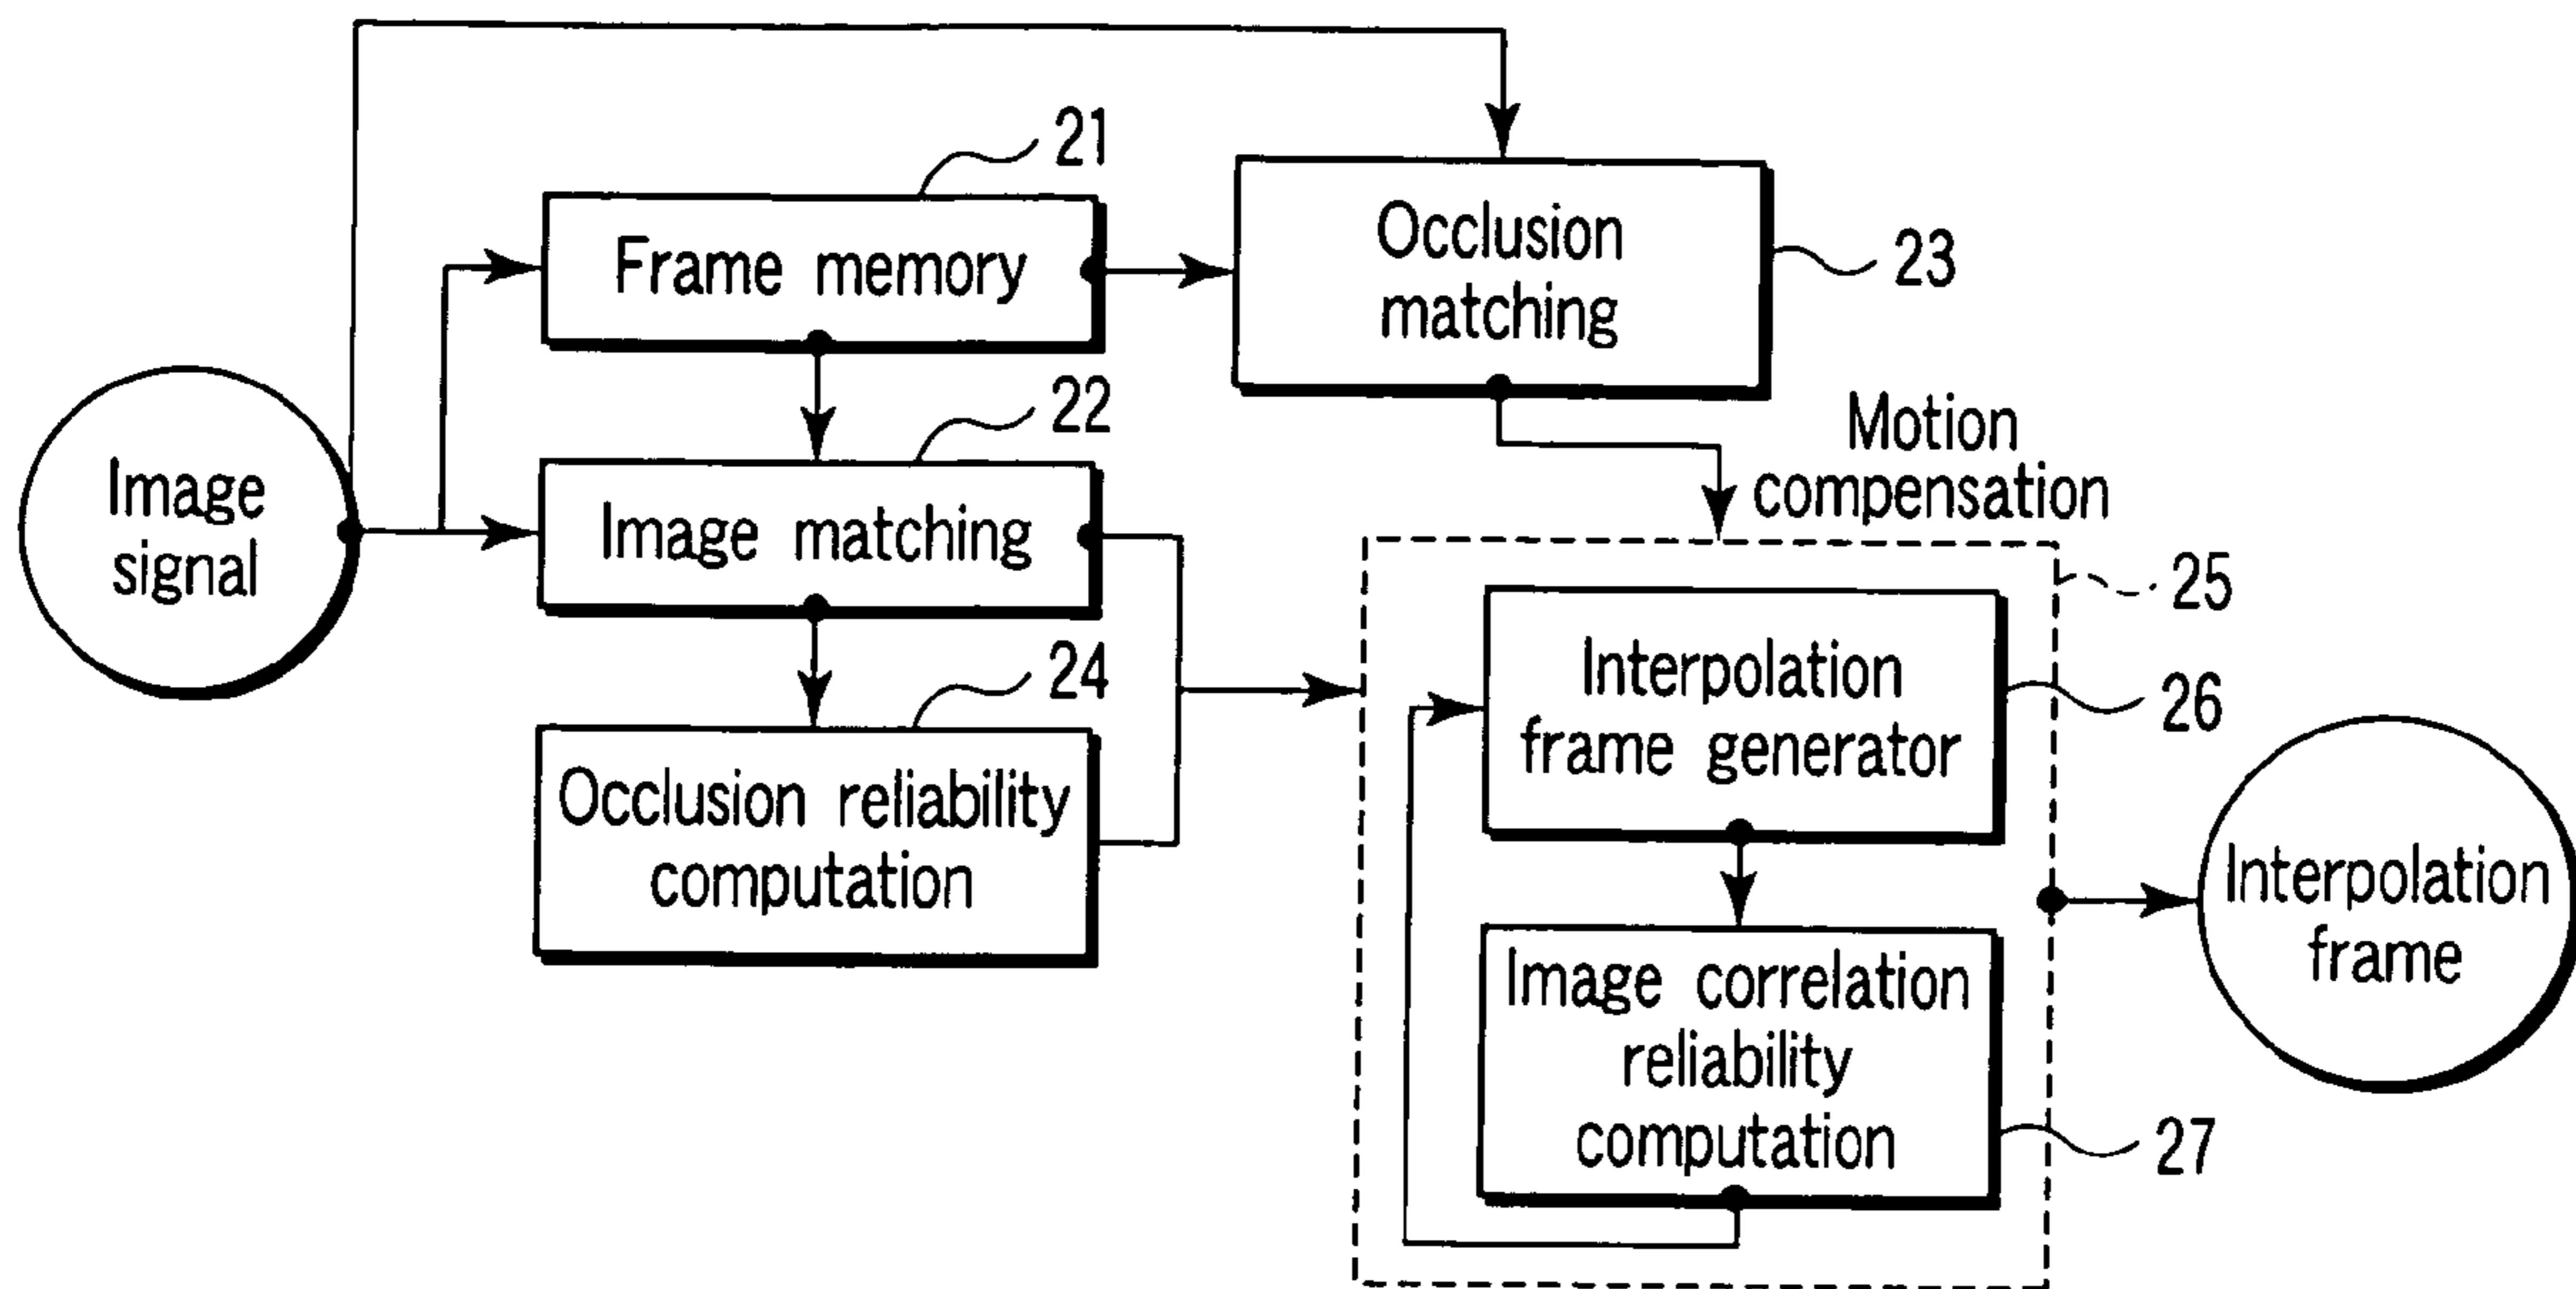 21
Frame memory
Occlusion
matching
23
22
Image
signal
Image matching
Motion
compensation
24
Occlusion reliability
computation
25
Interpolation
frame generator
26
Image correlation
reliability
computation
27
Interpolation
frame